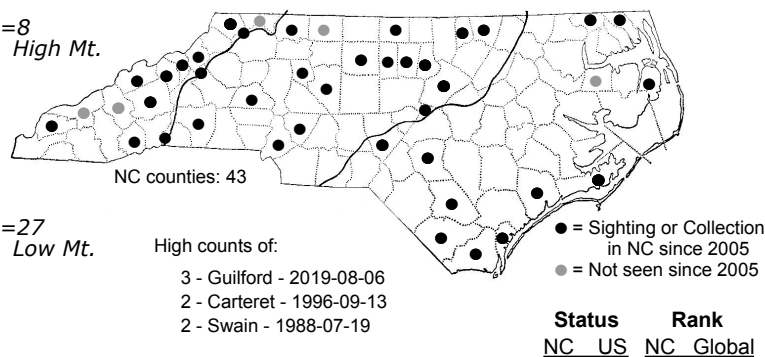 =8
High Mt.
NC counties: 43
=27
Low Mt.
High counts of:
3 - Guilford - 2019-08-06
2 - Carteret - 1996-09-13
2 - Swain - 1988-07-19
= Sighting or Collection
in NC since 2005
= Not seen since 2005
Status Rank
NC US NC Global